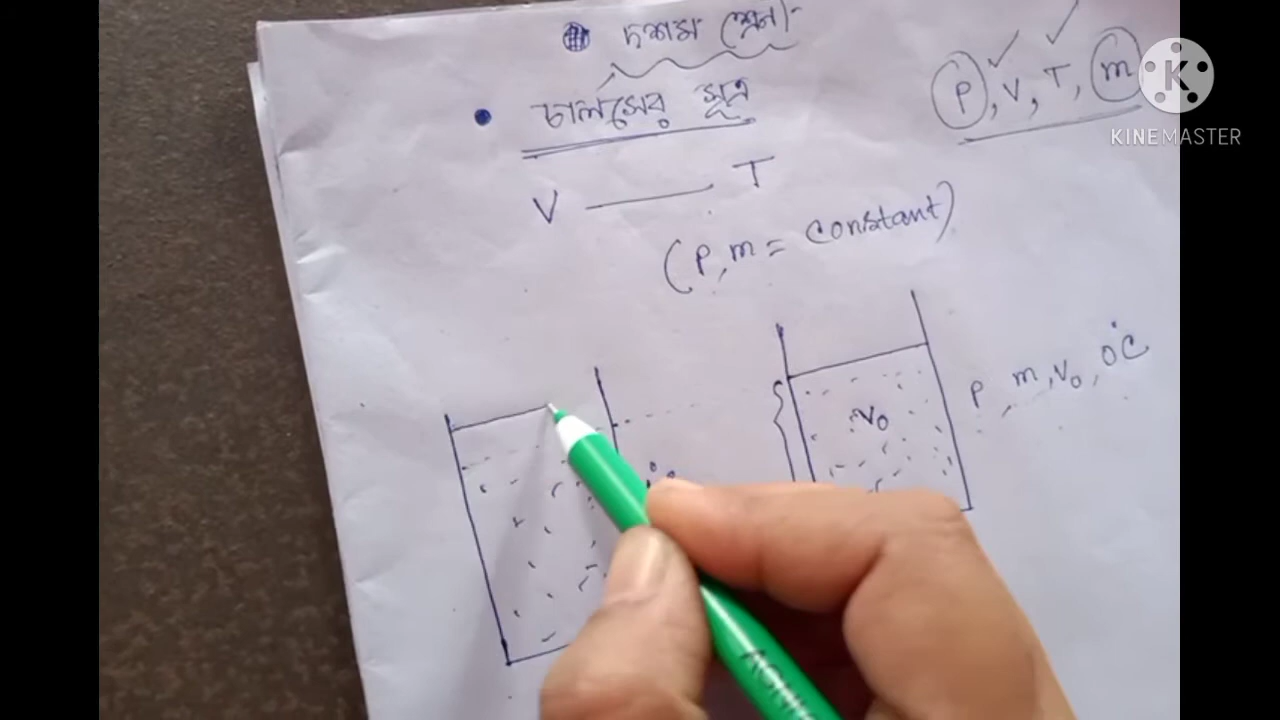 দশম শ্রেণী
P, V, T, m
K
KINEMASTER
চার্লসের সূত্র
V — T
(P, m = constant)
V₀
P, m, V₀, 0°C